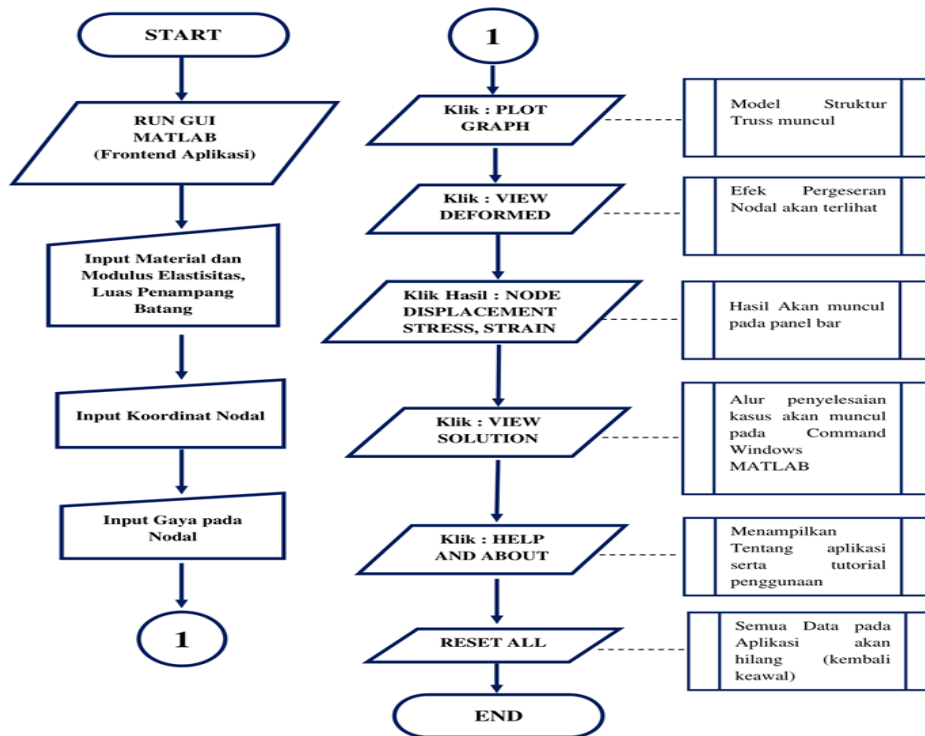 START
RUN GUI
MATLAB
(Frontend Aplikasi)
Input Material dan
Modulus Elastisitas,
Luas Penampang
Batang
Input Koordinat Nodal
Input Gaya pada
Nodal
1
1
Klik : PLOT
GRAPH
Model Struktur
Truss muncul
Klik : VIEW
DEFORMED
Efek Pergeseran
Nodal akan terlihat
Klik Hasil : NODE
DISPLACEMENT
STRESS, STRAIN
Hasil Akan muncul
pada panel bar
Klik : VIEW
SOLUTION
Alur penyelesaian
kasus akan muncul
pada Command
Windows
MATLAB
Klik : HELP
AND ABOUT
Menampilkan
Tentang aplikasi
serta tutorial
penggunaan
RESET ALL
Semua Data pada
Aplikasi akan
hilang (kembali
keawal)
END